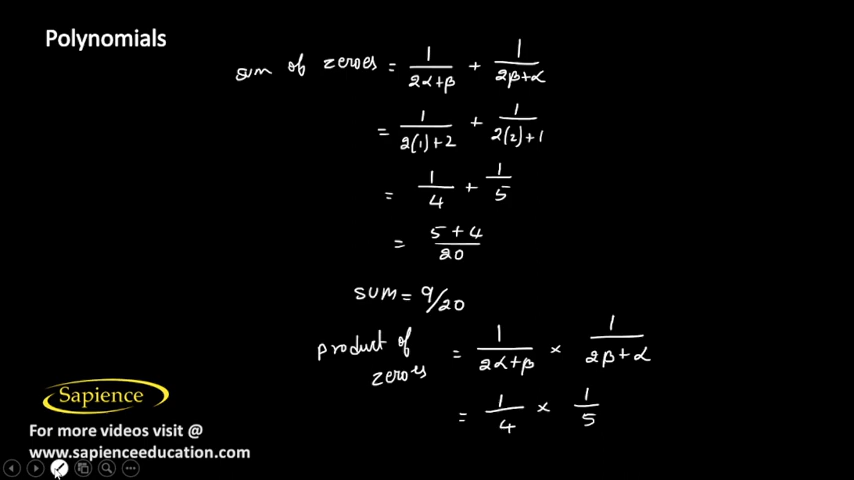 Polynomials
sum of zeroes = 1/(2α+β) + 1/(2β+α)
= 1/(2(1)+2) + 1/(2(2)+1)
= 1/4 + 1/5
= (5+4)/20
sum = 9/20
product of zeroes = 1/(2α+β) × 1/(2β+α)
= 1/4 × 1/5
Sapience
For more videos visit @
www.sapienceeducation.com